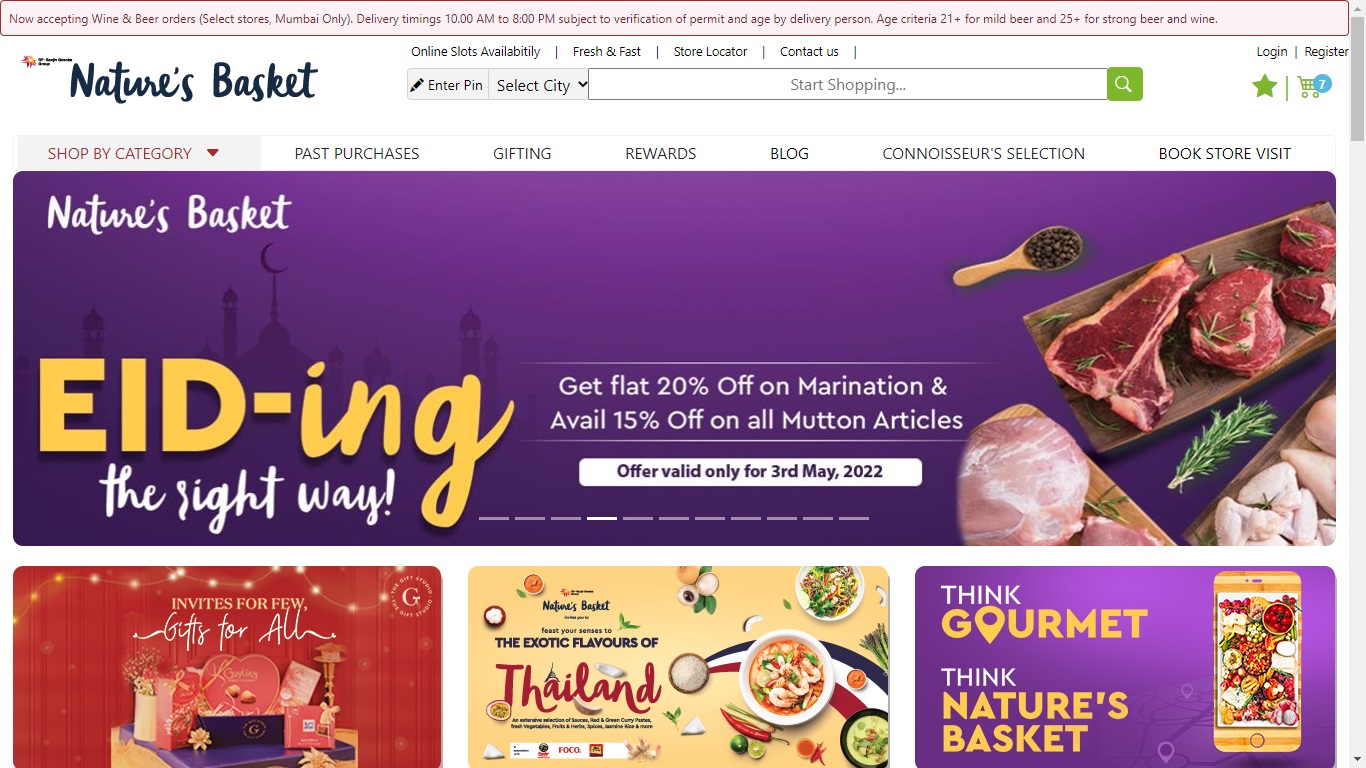 Now accepting Wine & Beer orders (Select stores, Mumbai Only). Delivery timings 10.00 AM to 8:00 PM subject to verification of permit and age by delivery person. Age criteria 21+ for mild beer and 25+ for strong beer and wine.
Online Slots Availabitily | Fresh & Fast | Store Locator | Contact us |
Login | Register
Nature's Basket
Enter Pin
Select City
Start Shopping...
7
SHOP BY CATEGORY
PAST PURCHASES
GIFTING
REWARDS
BLOG
CONNOISSEUR'S SELECTION
BOOK STORE VISIT
Nature's Basket
EID-ing
the right way!
Get flat 20% Off on Marination &
Avail 15% Off on all Mutton Articles
Offer valid only for 3rd May, 2022
INVITES FOR FEW,
Gifts for All
G
Guylian
Nature's Basket
invites you to
feast your senses to
THE EXOTIC FLAVOURS OF
Thailand
An extensive selection of Sauces, Red & Green Curry Pastes,
fresh Vegetables, Fruits & Herbs, Spices, Jasmine Rice & more
FOCO.
THINK
GOURMET
THINK
NATURE'S
BASKET